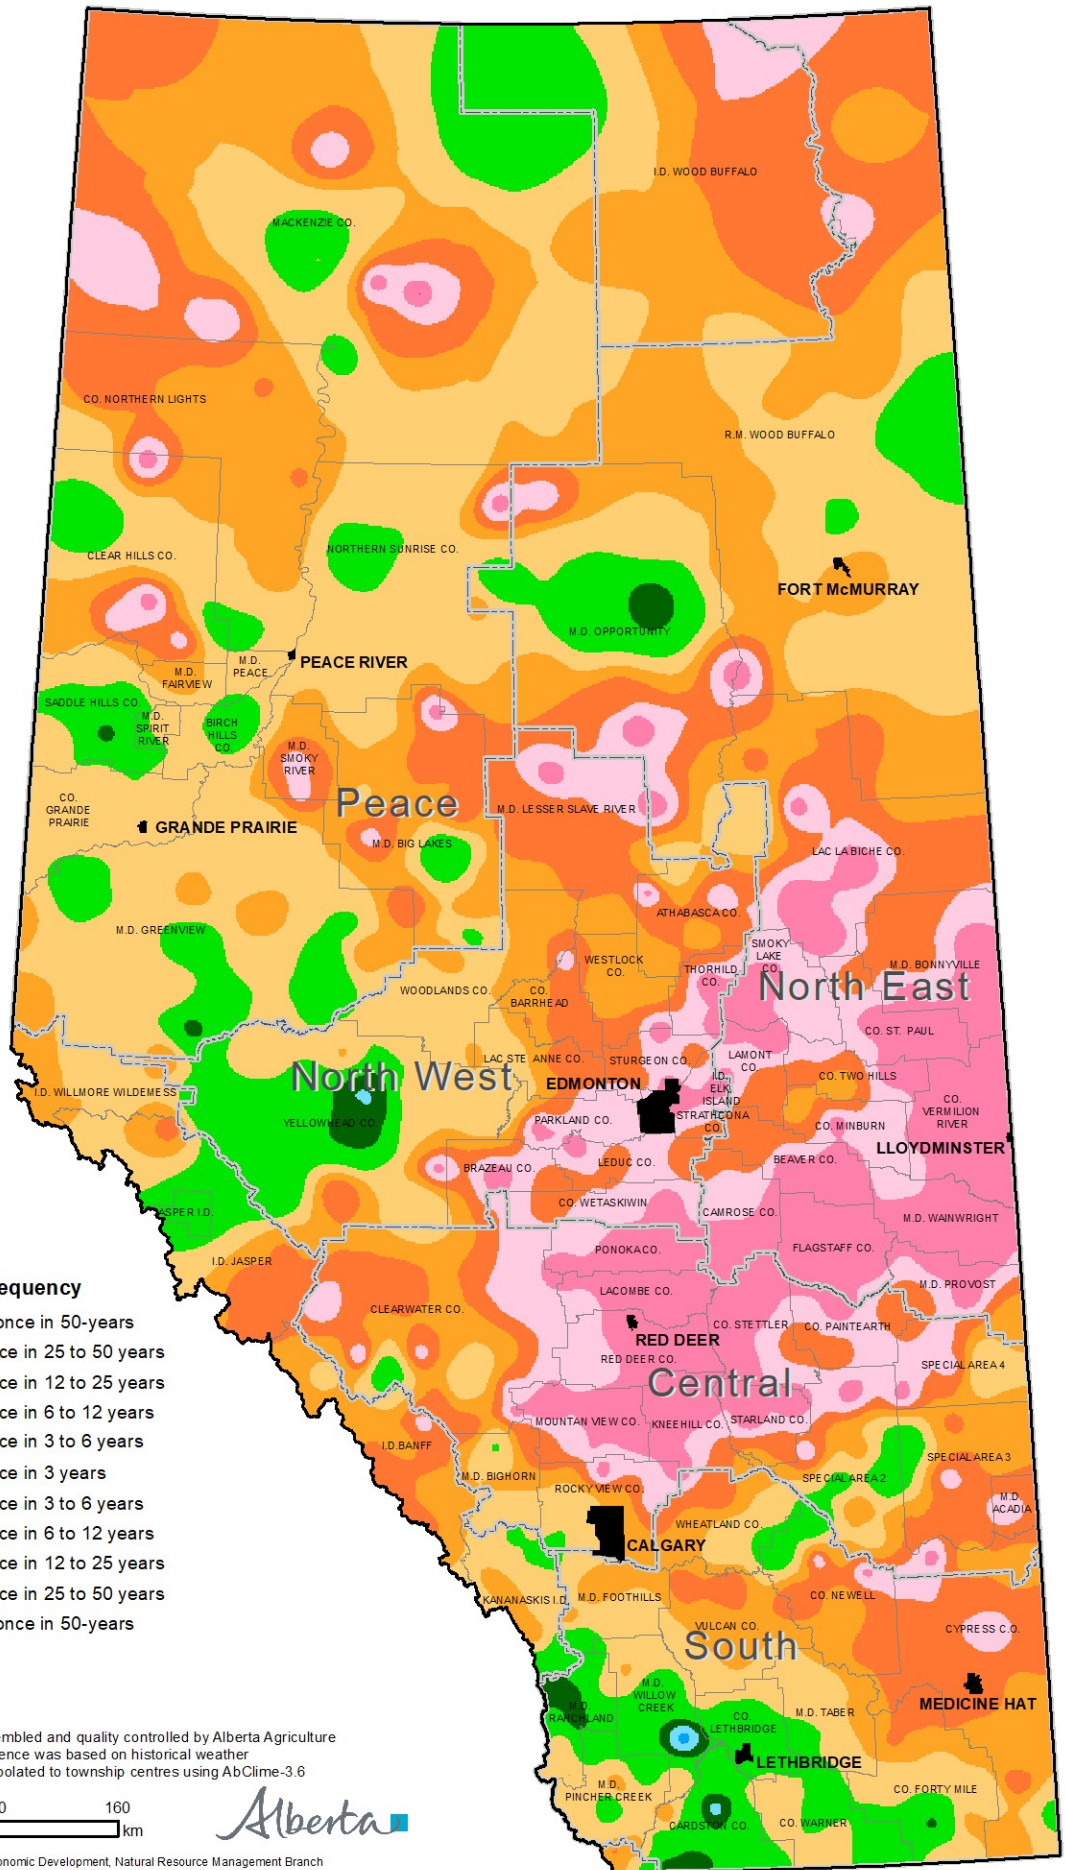 I.D. WOOD BUFFALO
MACKENZIE CO.
CO. NORTHERN LIGHTS
R.M. WOOD BUFFALO
CLEAR HILLS CO.
NORTHERN SUNRISE CO.
FORT McMURRAY
M.D. OPPORTUNITY
PEACE RIVER
M.D.
PEACE
M.D.
FAIRVIEW
SADDLE HILLS CO.
M.D.
SPIRIT
RIVER
BIRCH
HILLS
CO.
M.D.
SMOKY
RIVER
Peace
CO.
GRANDE
PRAIRIE
GRANDE PRAIRIE
M.D. LESSER SLAVE RIVER
M.D. BIG LAKES
LAC LA BICHE CO.
ATHABASCA CO.
M.D. GREENVIEW
SMOKY
LAKE
CO.
WESTLOCK
CO.
THORHILD
CO.
M.D. BONNYVILLE
North East
WOODLANDS CO.
CO.
BARRHEAD
CO. ST. PAUL
LAC STE ANNE CO.
STURGEON CO.
LAMONT
CO.
North West
EDMONTON
I.D.
ELK
ISLAND
CO. TWO HILLS
I.D. WILLMORE WILDERNESS
YELLOWHEAD CO.
PARKLAND CO.
STRATHCONA
CO.
CO. MINBURN
CO.
VERMILION
RIVER
LLOYDMINSTER
BRAZEAU CO.
LEDUC CO.
BEAVER CO.
CO. WETASKIWIN
CAMROSE CO.
M.D. WAINWRIGHT
ASPER I.D.
I.D. JASPER
PONOKA CO.
FLAGSTAFF CO.
M.D. PROVOST
LACOMBE CO.
CLEARWATER CO.
CO. STETTLER
CO. PAINTEARTH
RED DEER
RED DEER CO.
SPECIAL AREA 4
Central
MOUNTAIN VIEW CO.
KNEEHILL CO.
STARLAND CO.
I.D.BANFF
M.D. BIGHORN
SPECIAL AREA 2
SPECIAL AREA 3
ROCKY VIEW CO.
M.D.
ACADIA
WHEATLAND CO.
CALGARY
KANANASKIS I.D.
M.D. FOOTHILLS
CO. NEWELL
VULCAN CO.
CYPRESS C.O.
South
M.D.
WILLOW
CREEK
M.D.
RANCHLAND
MEDICINE HAT
CO.
LETHBRIDGE
M.D. TABER
LETHBRIDGE
M.D.
PINCHER CREEK
CO. FORTY MILE
CARDSTON CO.
CO. WARNER
equency
once in 50-years
ce in 25 to 50 years
ce in 12 to 25 years
ce in 6 to 12 years
ce in 3 to 6 years
ce in 3 years
ce in 3 to 6 years
ce in 6 to 12 years
ce in 12 to 25 years
ce in 25 to 50 years
once in 50-years
embled and quality controlled by Alberta Agriculture
ence was based on historical weather
polated to township centres using AbClime-3.6
0 160
km
Alberta
onomic Development, Natural Resource Management Branch